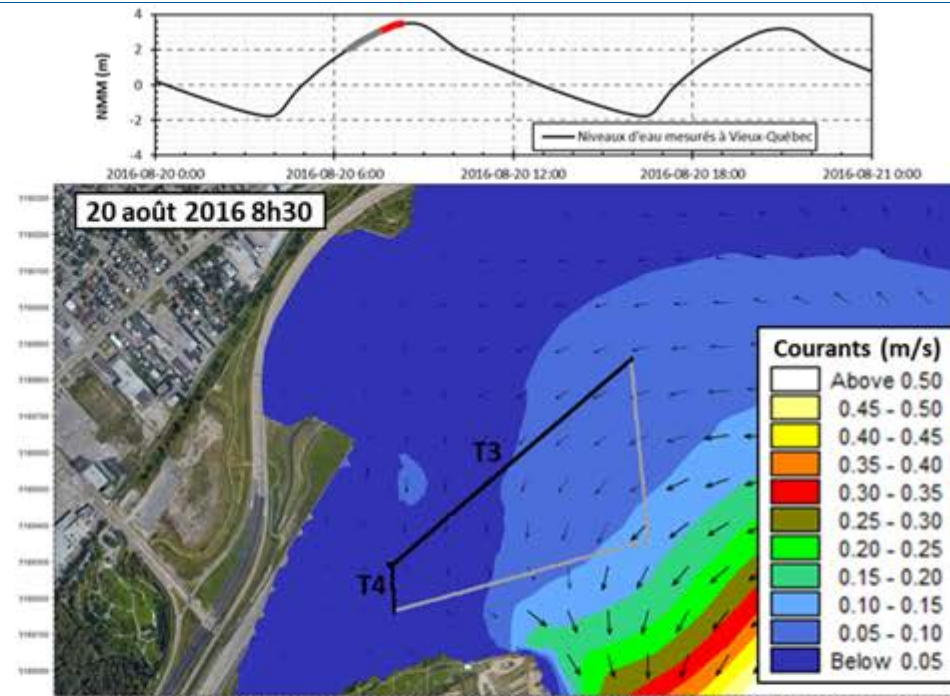 4
2
0
-2
-4
NMM (m)
Niveaux d'eau mesurés à Vieux-Québec
2016-08-20 0:00 2016-08-20 6:00 2016-08-20 12:00 2016-08-20 18:00 2016-08-21 0:00
20 août 2016 8h30
T3
T4
Courants (m/s)
Above 0.50
0.45 - 0.50
0.40 - 0.45
0.35 - 0.40
0.30 - 0.35
0.25 - 0.30
0.20 - 0.25
0.15 - 0.20
0.10 - 0.15
0.05 - 0.10
Below 0.05